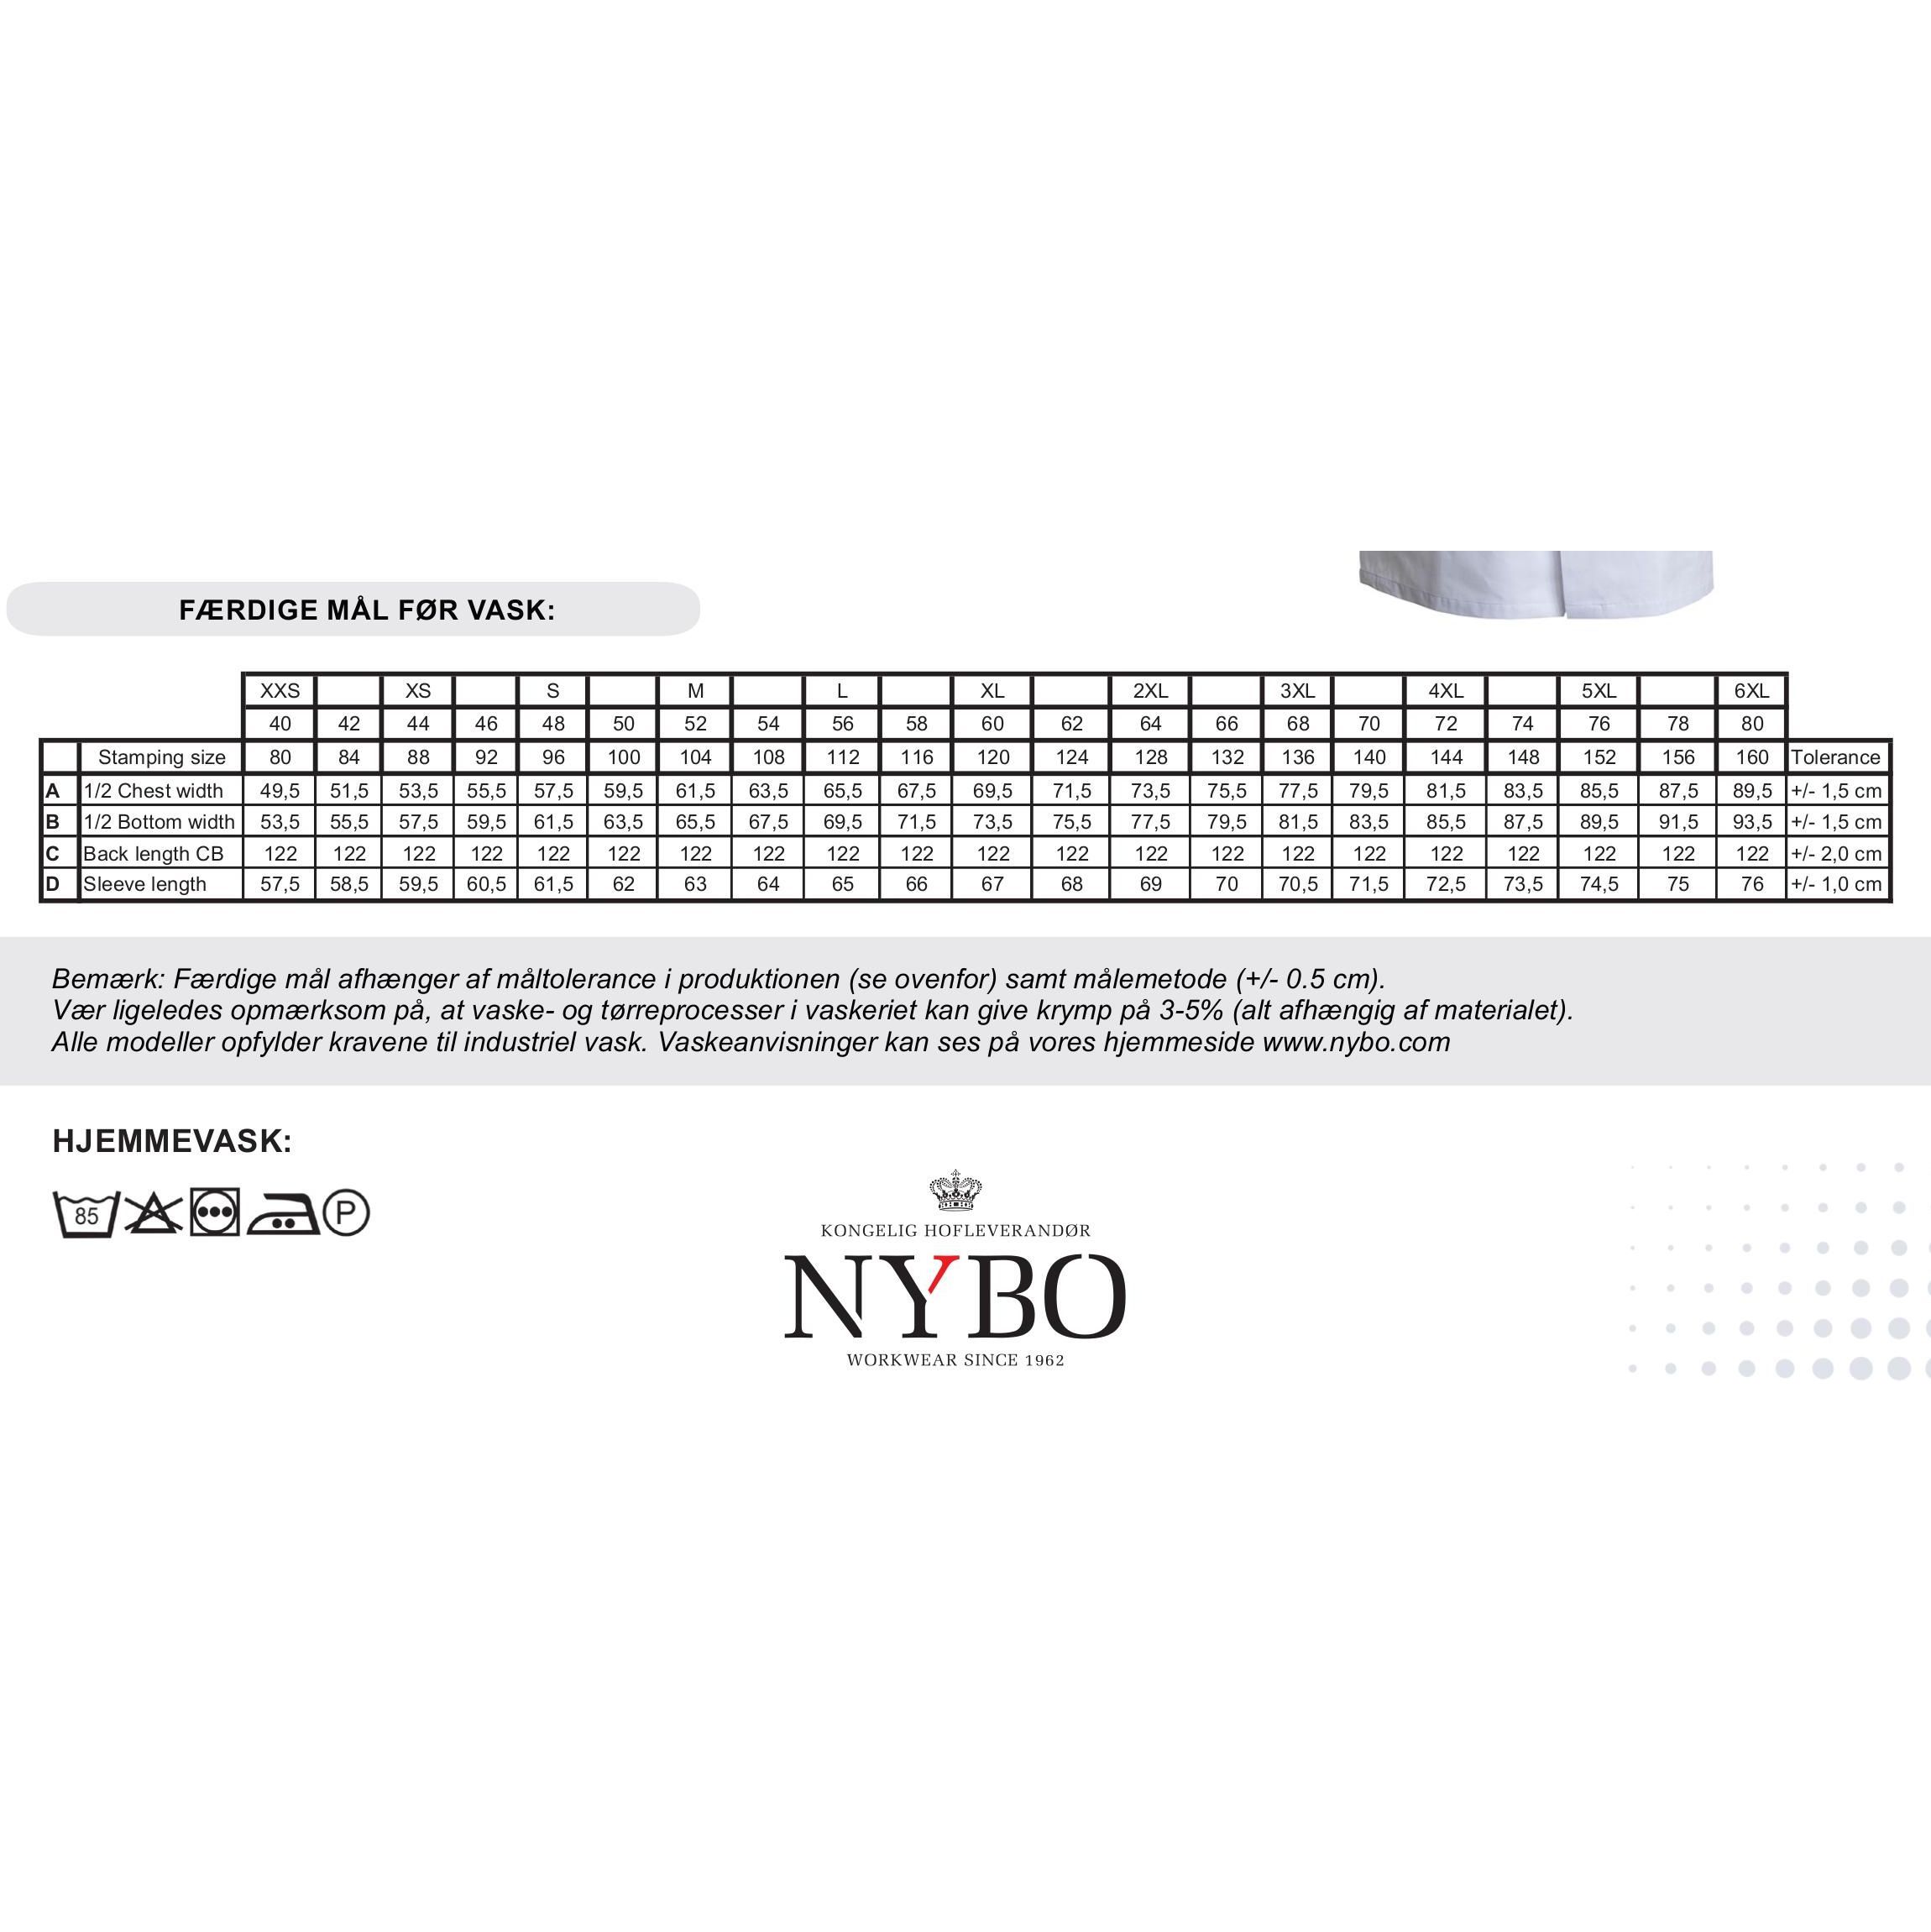 FÆRDIGE MÅL FØR VASK:
XXS XS S M L XL 2XL 3XL 4XL 5XL 6XL
40 42 44 46 48 50 52 54 56 58 60 62 64 66 68 70 72 74 76 78 80
Stamping size 80 84 88 92 96 100 104 108 112 116 120 124 128 132 136 140 144 148 152 156 160 Tolerance
A 1/2 Chest width 49,5 51,5 53,5 55,5 57,5 59,5 61,5 63,5 65,5 67,5 69,5 71,5 73,5 75,5 77,5 79,5 81,5 83,5 85,5 87,5 89,5 +/- 1,5 cm
B 1/2 Bottom width 53,5 55,5 57,5 59,5 61,5 63,5 65,5 67,5 69,5 71,5 73,5 75,5 77,5 79,5 81,5 83,5 85,5 87,5 89,5 91,5 93,5 +/- 1,5 cm
C Back length CB 122 122 122 122 122 122 122 122 122 122 122 122 122 122 122 122 122 122 122 122 122 +/- 2,0 cm
D Sleeve length 57,5 58,5 59,5 60,5 61,5 62 63 64 65 66 67 68 69 70 70,5 71,5 72,5 73,5 74,5 75 76 +/- 1,0 cm
Bemærk: Færdige mål afhænger af måltolerance i produktionen (se ovenfor) samt målemetode (+/- 0.5 cm).
Vær ligeledes opmærksom på, at vaske- og tørreprocesser i vaskeriet kan give krymp på 3-5% (alt afhængig af materialet).
Alle modeller opfylder kravene til industriel vask. Vaskeanvisninger kan ses på vores hjemmeside www.nybo.com
HJEMMEVASK:
85 P
KONGELIG HOFLEVERANDØR
NYBO
WORKWEAR SINCE 1962